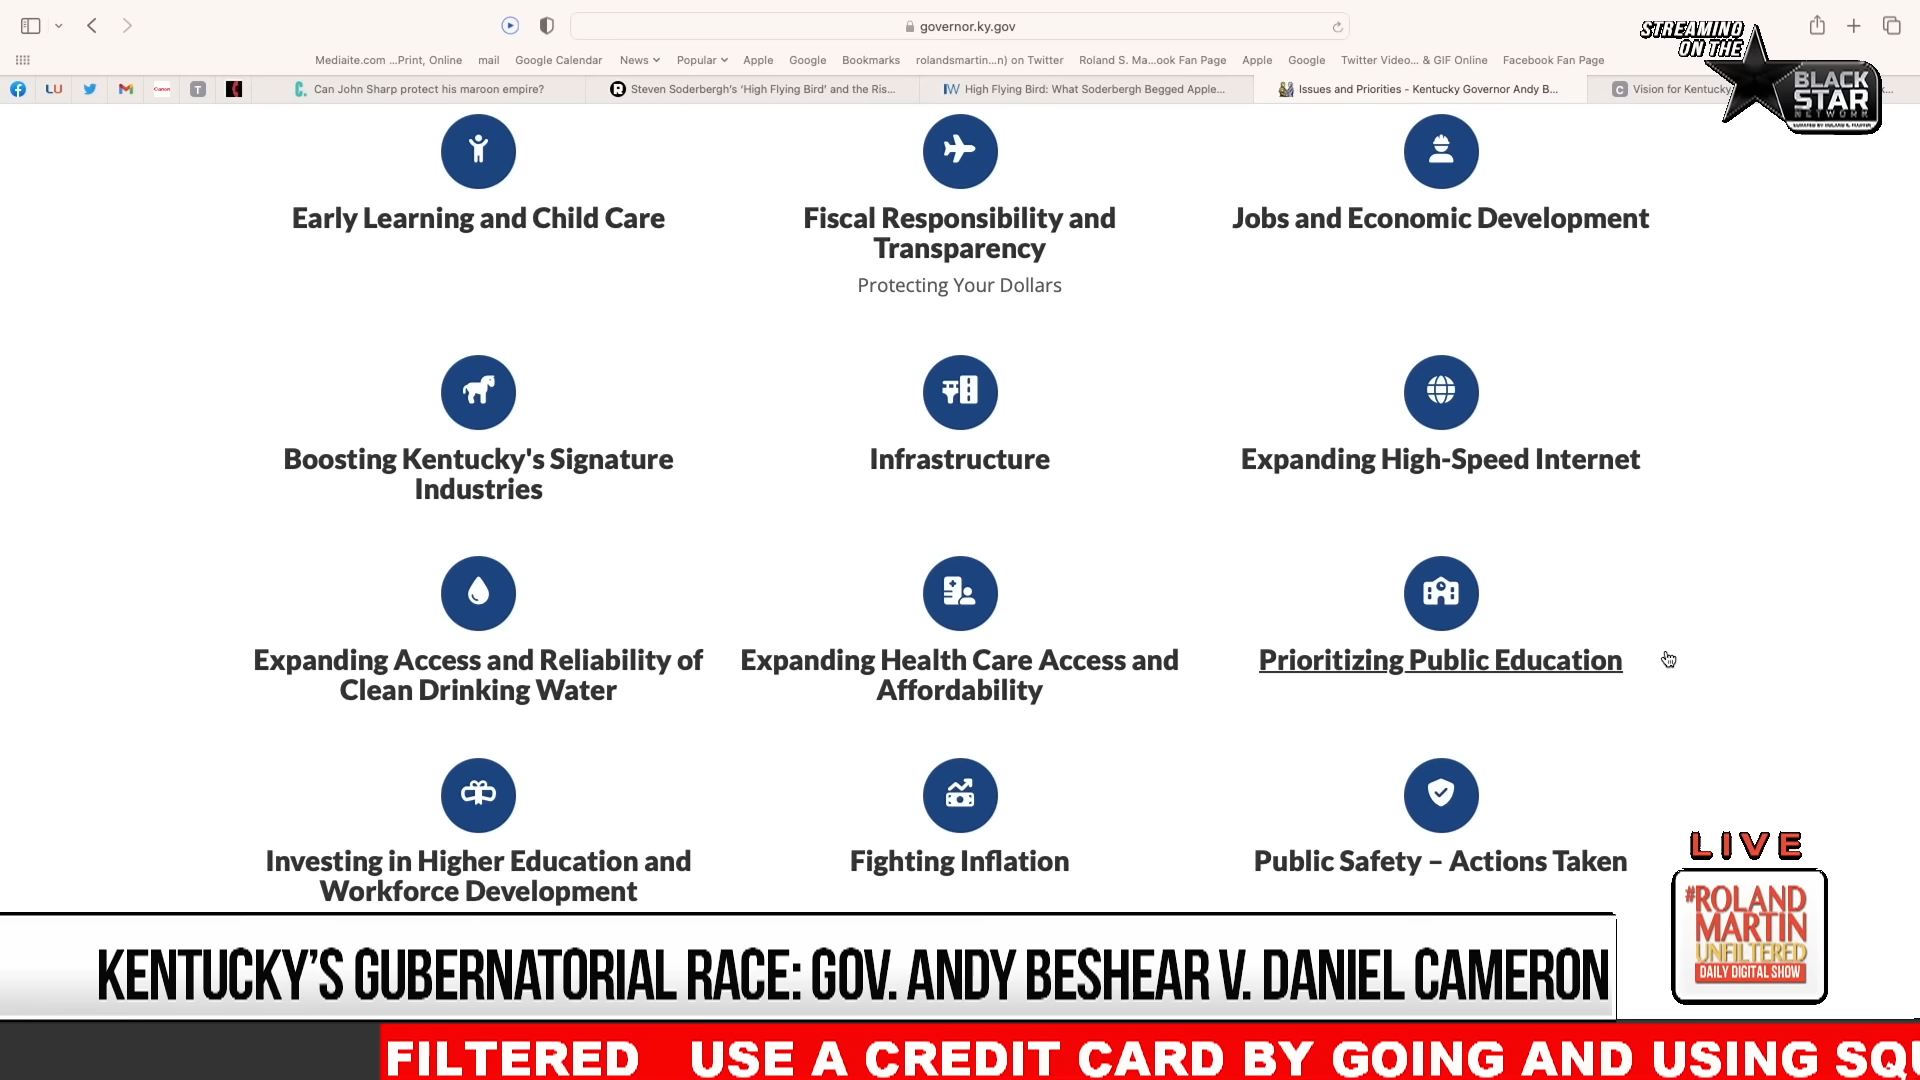 governor.ky.gov
STREAMING
ON THE
BLACK
STAR
NETWORK
Mediaite.com ...Print, Online mail Google Calendar News Popular Apple Google Bookmarks rolandsmartin...n) on Twitter Roland S. Ma...ook Fan Page Apple Google Twitter Video... & GIF Online Facebook Fan Page
LU T C. Can John Sharp protect his maroon empire? R Steven Soderbergh's 'High Flying Bird' and the Ris... IW High Flying Bird: What Soderbergh Begged Apple... Issues and Priorities - Kentucky Governor Andy B... C Vision for Kentucky
Early Learning and Child Care
Fiscal Responsibility and
Transparency
Protecting Your Dollars
Jobs and Economic Development
Boosting Kentucky's Signature
Industries
Infrastructure
Expanding High-Speed Internet
Expanding Access and Reliability of
Clean Drinking Water
Expanding Health Care Access and
Affordability
Prioritizing Public Education
Investing in Higher Education and
Workforce Development
Fighting Inflation
Public Safety – Actions Taken
LIVE
#ROLAND
MARTIN
UNFILTERED
DAILY DIGITAL SHOW
KENTUCKY'S GUBERNATORIAL RACE: GOV. ANDY BESHEAR V. DANIEL CAMERON
FILTERED USE A CREDIT CARD BY GOING AND USING SQU